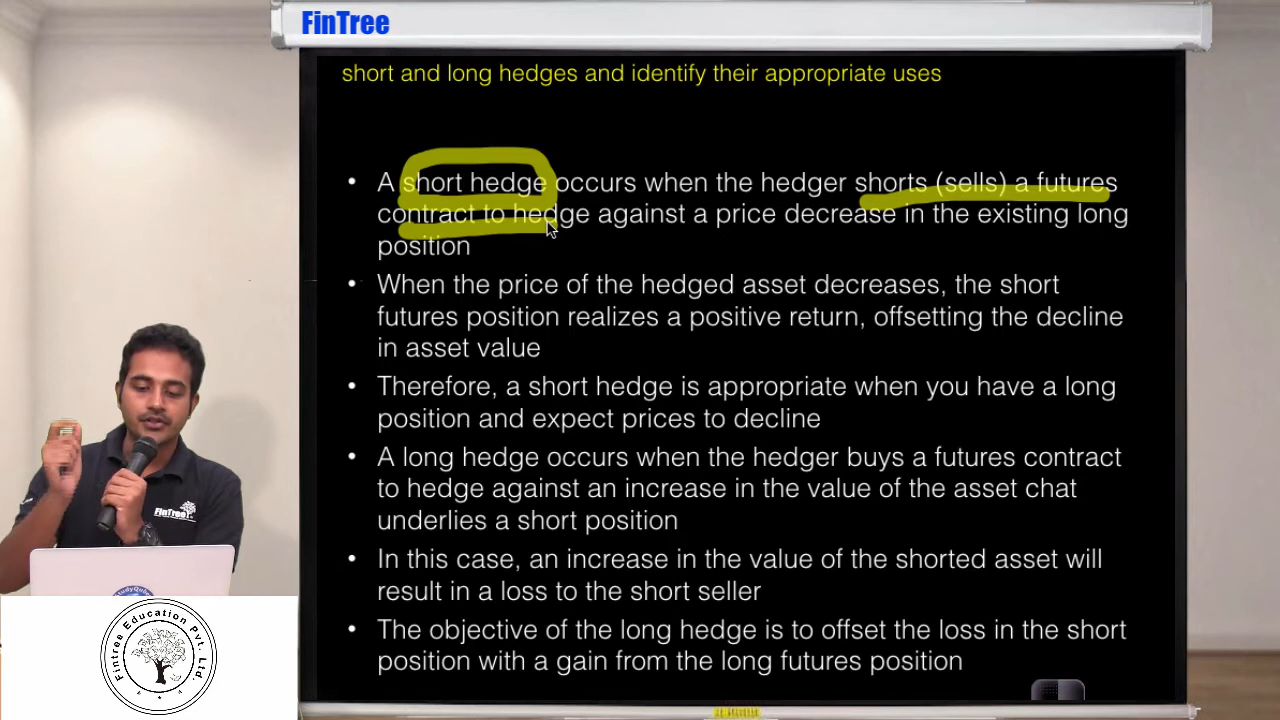 FinTree
short and long hedges and identify their appropriate uses
• A short hedge occurs when the hedger shorts (sells) a futures
contract to hedge against a price decrease in the existing long
position
• When the price of the hedged asset decreases, the short
futures position realizes a positive return, offsetting the decline
in asset value
• Therefore, a short hedge is appropriate when you have a long
position and expect prices to decline
• A long hedge occurs when the hedger buys a futures contract
to hedge against an increase in the value of the asset chat
underlies a short position
• In this case, an increase in the value of the shorted asset will
result in a loss to the short seller
• The objective of the long hedge is to offset the loss in the short
position with a gain from the long futures position
FinTree
Fintree Education Pvt. Ltd.